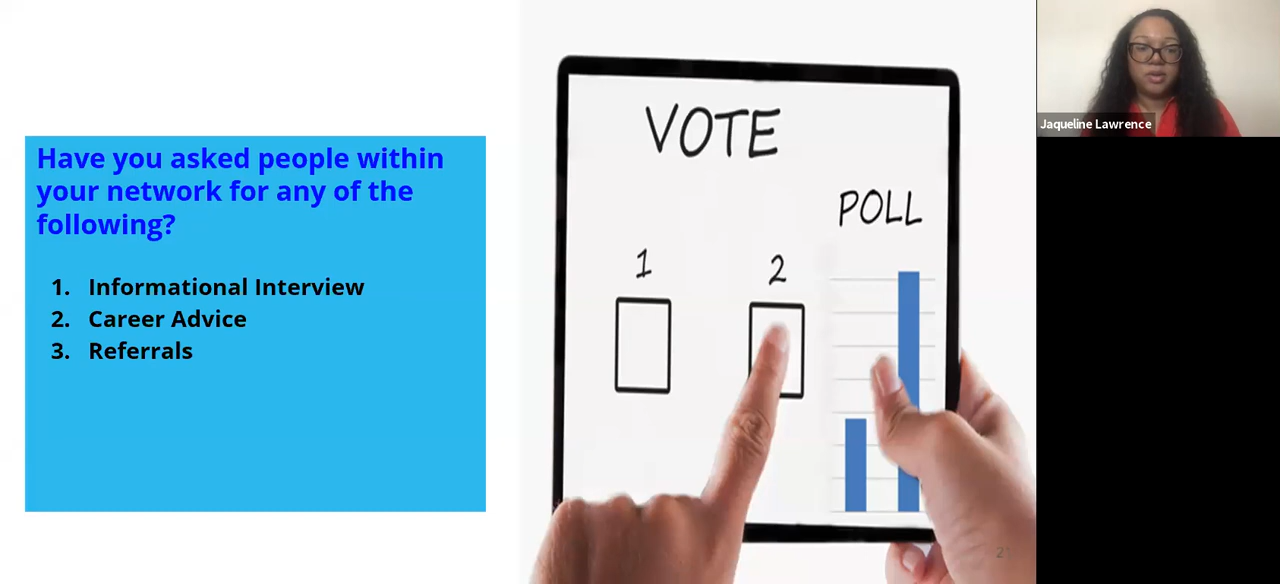 Have you asked people within
your network for any of the
following?
1. Informational Interview
2. Career Advice
3. Referrals
VOTE
POLL
1
2
Jaqueline Lawrence